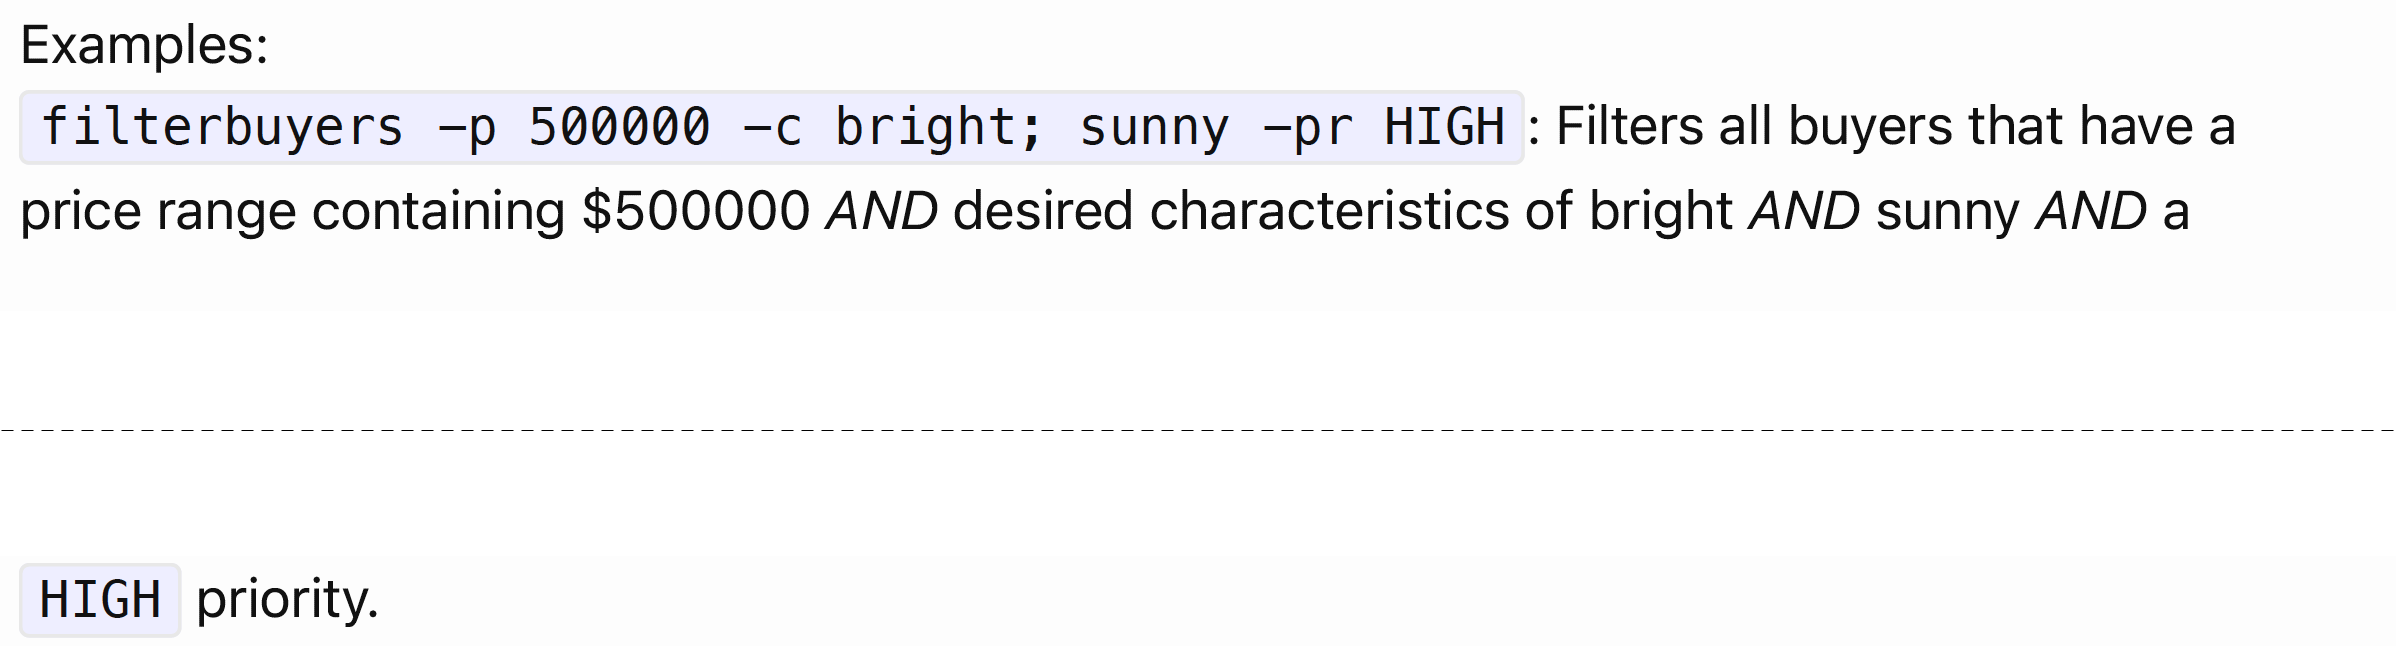 Examples:
filterbuyers –p 500000 –c bright; sunny –pr HIGH : Filters all buyers that have a
price range containing $500000 AND desired characteristics of bright AND sunny AND a
HIGH priority.